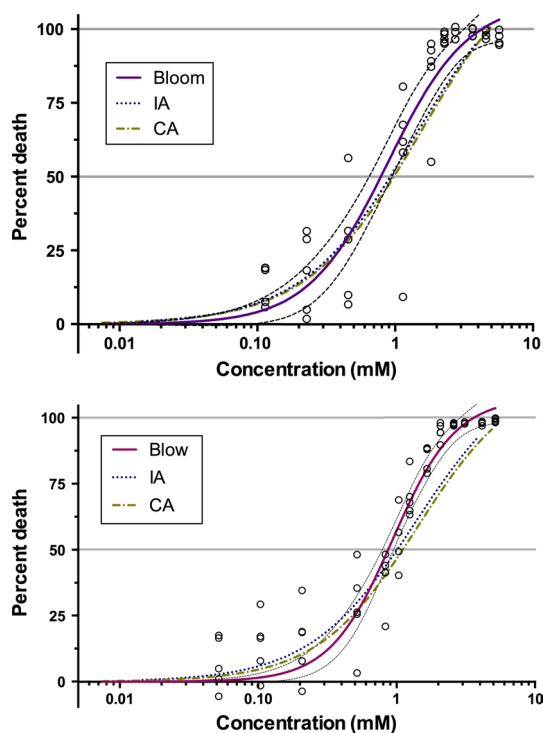 100
75
50
25
0
Percent death
Bloom
IA
CA
0.01
0.10
1
10
Concentration (mM)
100
75
50
25
0
Percent death
Blow
IA
CA
0.01
0.10
1
10
Concentration (mM)